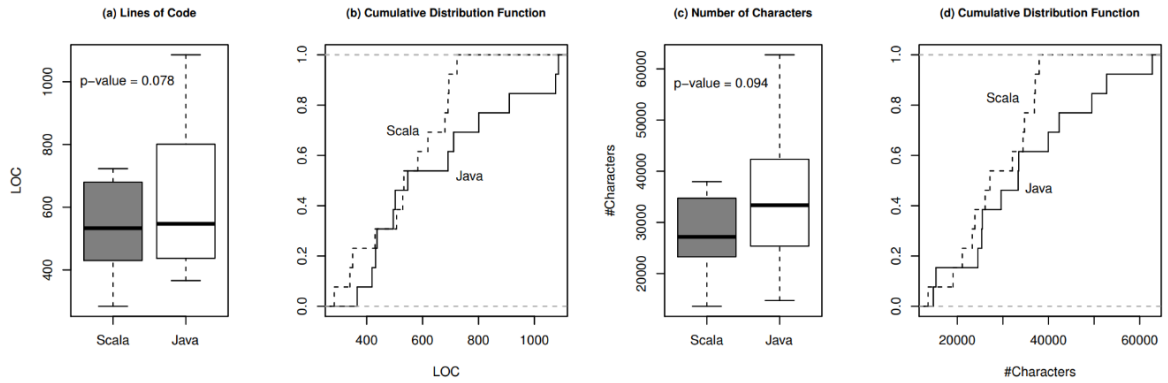 (a) Lines of Code
(b) Cumulative Distribution Function
(c) Number of Characters
(d) Cumulative Distribution Function
LOC
400
600
800
1000
p−value = 0.078
Scala
Java
0.0
0.2
0.4
0.6
0.8
1.0
Scala
Java
400
600
800
1000
LOC
#Characters
20000
30000
40000
50000
60000
p−value = 0.094
Scala
Java
0.0
0.2
0.4
0.6
0.8
1.0
Scala
Java
20000
40000
60000
#Characters